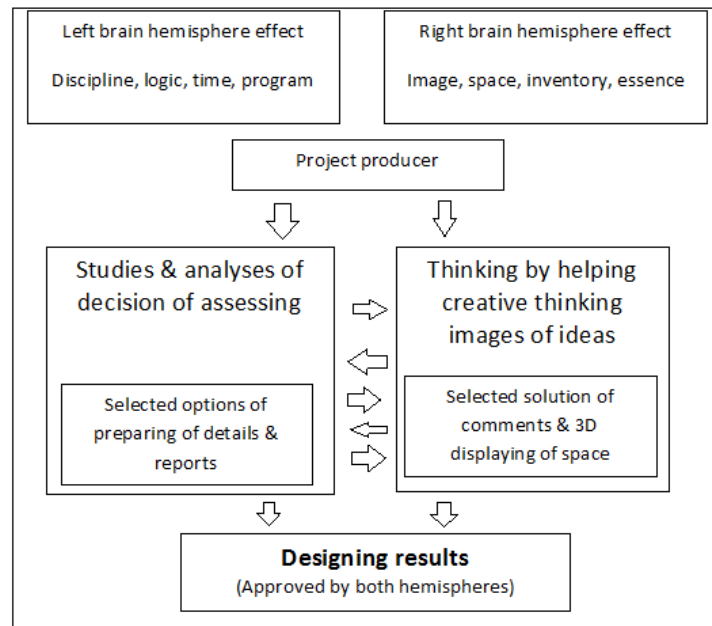 Left brain hemisphere effect
Discipline, logic, time, program
Right brain hemisphere effect
Image, space, inventory, essence
Project producer
Studies & analyses of
decision of assessing
Selected options of
preparing of details &
reports
Thinking by helping
creative thinking
images of ideas
Selected solution of
comments & 3D
displaying of space
Designing results
(Approved by both hemispheres)